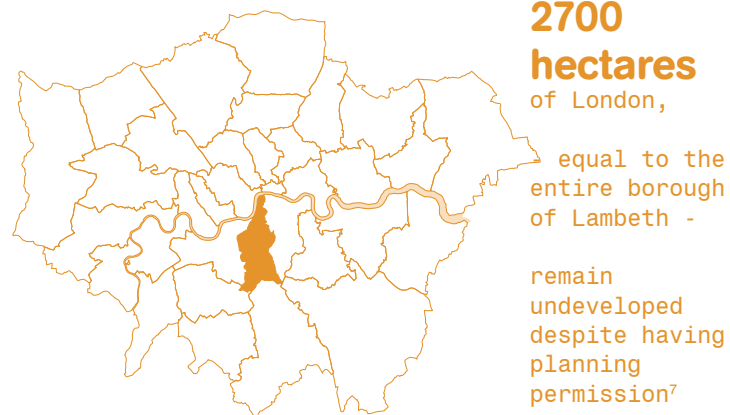 2700
hectares
of London,
equal to the
entire borough
of Lambeth -
remain
undeveloped
despite having
planning
permission⁷